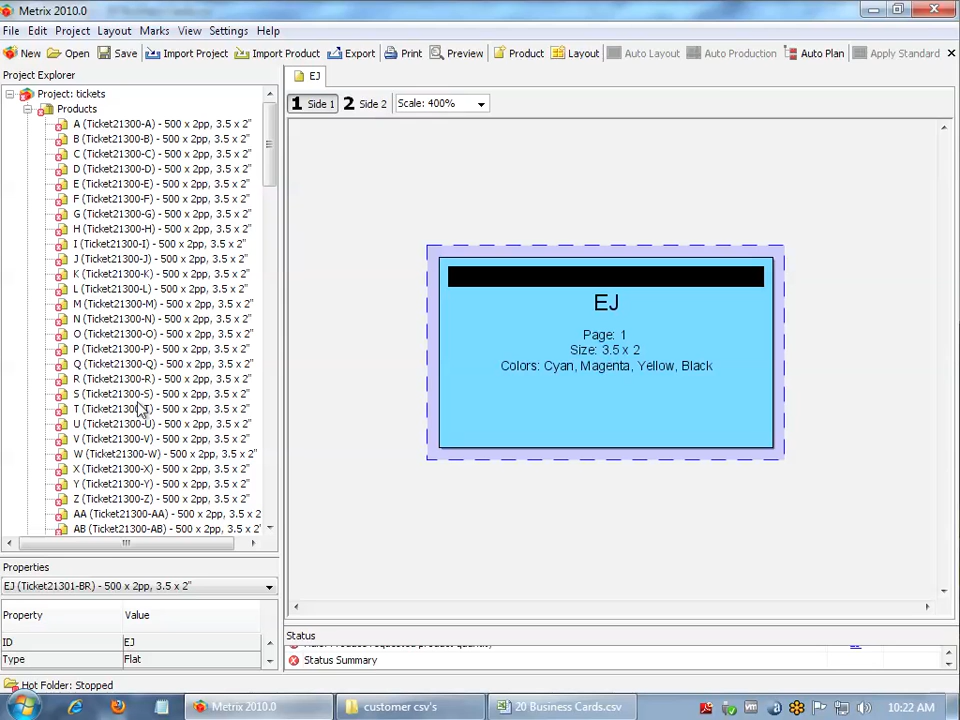 Metrix 2010.0
File Edit Project Layout Marks View Settings Help
New Open Save Import Project Import Product Export Print Preview Product Layout Auto Layout Auto Production Auto Plan Apply Standard
Project Explorer
EJ
Project: tickets
Products
1 Side 1 2 Side 2 Scale: 400%
A (Ticket21300-A) - 500 x 2pp, 3.5 x 2"
B (Ticket21300-B) - 500 x 2pp, 3.5 x 2"
C (Ticket21300-C) - 500 x 2pp, 3.5 x 2"
D (Ticket21300-D) - 500 x 2pp, 3.5 x 2"
E (Ticket21300-E) - 500 x 2pp, 3.5 x 2"
F (Ticket21300-F) - 500 x 2pp, 3.5 x 2"
G (Ticket21300-G) - 500 x 2pp, 3.5 x 2"
H (Ticket21300-H) - 500 x 2pp, 3.5 x 2"
I (Ticket21300-I) - 500 x 2pp, 3.5 x 2"
J (Ticket21300-J) - 500 x 2pp, 3.5 x 2"
K (Ticket21300-K) - 500 x 2pp, 3.5 x 2"
L (Ticket21300-L) - 500 x 2pp, 3.5 x 2"
M (Ticket21300-M) - 500 x 2pp, 3.5 x 2"
N (Ticket21300-N) - 500 x 2pp, 3.5 x 2"
O (Ticket21300-O) - 500 x 2pp, 3.5 x 2"
P (Ticket21300-P) - 500 x 2pp, 3.5 x 2"
Q (Ticket21300-Q) - 500 x 2pp, 3.5 x 2"
R (Ticket21300-R) - 500 x 2pp, 3.5 x 2"
S (Ticket21300-S) - 500 x 2pp, 3.5 x 2"
T (Ticket21300-T) - 500 x 2pp, 3.5 x 2"
U (Ticket21300-U) - 500 x 2pp, 3.5 x 2"
V (Ticket21300-V) - 500 x 2pp, 3.5 x 2"
W (Ticket21300-W) - 500 x 2pp, 3.5 x 2"
X (Ticket21300-X) - 500 x 2pp, 3.5 x 2"
Y (Ticket21300-Y) - 500 x 2pp, 3.5 x 2"
Z (Ticket21300-Z) - 500 x 2pp, 3.5 x 2"
AA (Ticket21300-AA) - 500 x 2pp, 3.5 x 2
AB (Ticket21300-AB) - 500 x 2pp, 3.5 x 2"
EJ
Page: 1
Size: 3.5 x 2
Colors: Cyan, Magenta, Yellow, Black
Properties
EJ (Ticket21301-BR) - 500 x 2pp, 3.5 x 2"
Property Value
ID EJ
Type Flat
Status
Status Summary
Hot Folder: Stopped
Metrix 2010.0 customer csv's 20 Business Cards.csv 10:22 AM